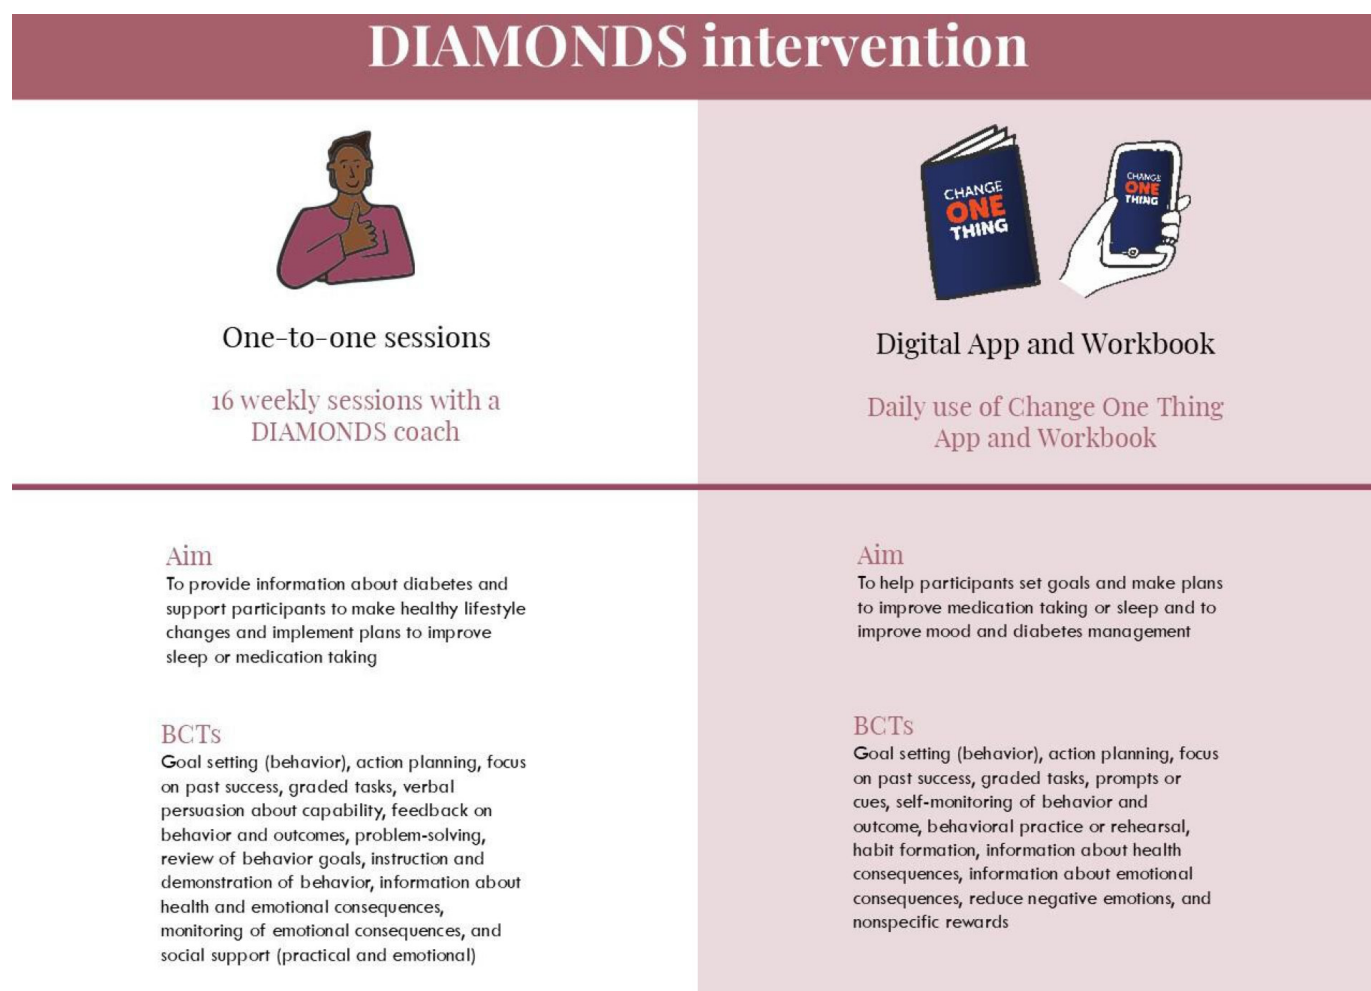 DIAMONDS intervention
CHANGE
ONE
THING
CHANGE
ONE
THING
One-to-one sessions
16 weekly sessions with a
DIAMONDS coach
Digital App and Workbook
Daily use of Change One Thing
App and Workbook
Aim
To provide information about diabetes and
support participants to make healthy lifestyle
changes and implement plans to improve
sleep or medication taking
BCTs
Goal setting (behavior), action planning, focus
on past success, graded tasks, verbal
persuasion about capability, feedback on
behavior and outcomes, problem-solving,
review of behavior goals, instruction and
demonstration of behavior, information about
health and emotional consequences,
monitoring of emotional consequences, and
social support (practical and emotional)
Aim
To help participants set goals and make plans
to improve medication taking or sleep and to
improve mood and diabetes management
BCTs
Goal setting (behavior), action planning, focus
on past success, graded tasks, prompts or
cues, self-monitoring of behavior and
outcome, behavioral practice or rehearsal,
habit formation, information about health
consequences, information about emotional
consequences, reduce negative emotions, and
nonspecific rewards